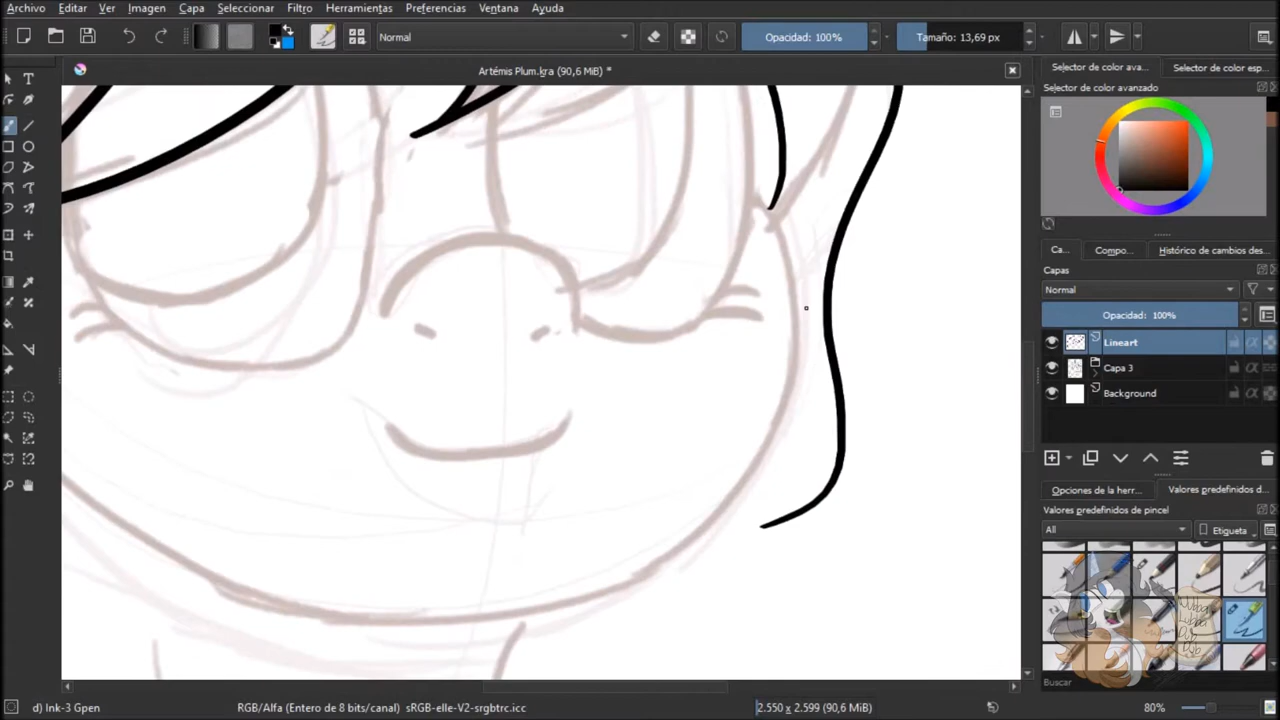 Archivo Editar Ver Imagen Capa Seleccionar Filtro Herramientas Preferencias Ventana Ayuda
Normal
Opacidad: 100%
Tamaño: 13,69 px
Artémis Plum.kra (90,6 MiB) *
Selector de color ava...
Selector de color esp...
Ca...
Compo...
Histórico de cambios des...
Capas
Normal
Opacidad: 100%
Lineart
Capa 3
Background
Opciones de la herr...
Valores predefinidos d...
Valores predefinidos de pincel
All
Etiqueta
Wubba
Lubba
Dub
Dub
Buscar
d) Ink-3 Gpen
RGB/Alfa (Entero de 8 bits/canal) sRGB-elle-V2-srgbtrc.icc
2.550 x 2.599 (90,6 MiB)
80%